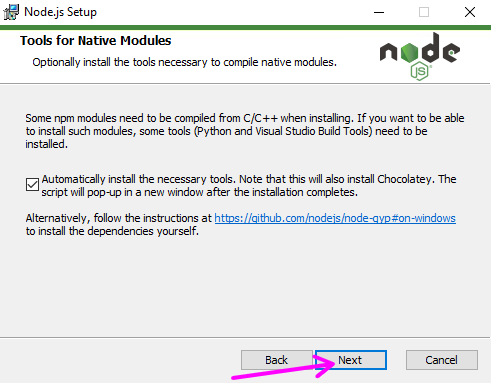 Node.js Setup
Tools for Native Modules
Optionally install the tools necessary to compile native modules.
node
JS
Some npm modules need to be compiled from C/C++ when installing. If you want to be able
to install such modules, some tools (Python and Visual Studio Build Tools) need to be
installed.
Automatically install the necessary tools. Note that this will also install Chocolatey. The
script will pop-up in a new window after the installation completes.
Alternatively, follow the instructions at https://github.com/nodejs/node-gyp#on-windows
to install the dependencies yourself.
Back Next Cancel